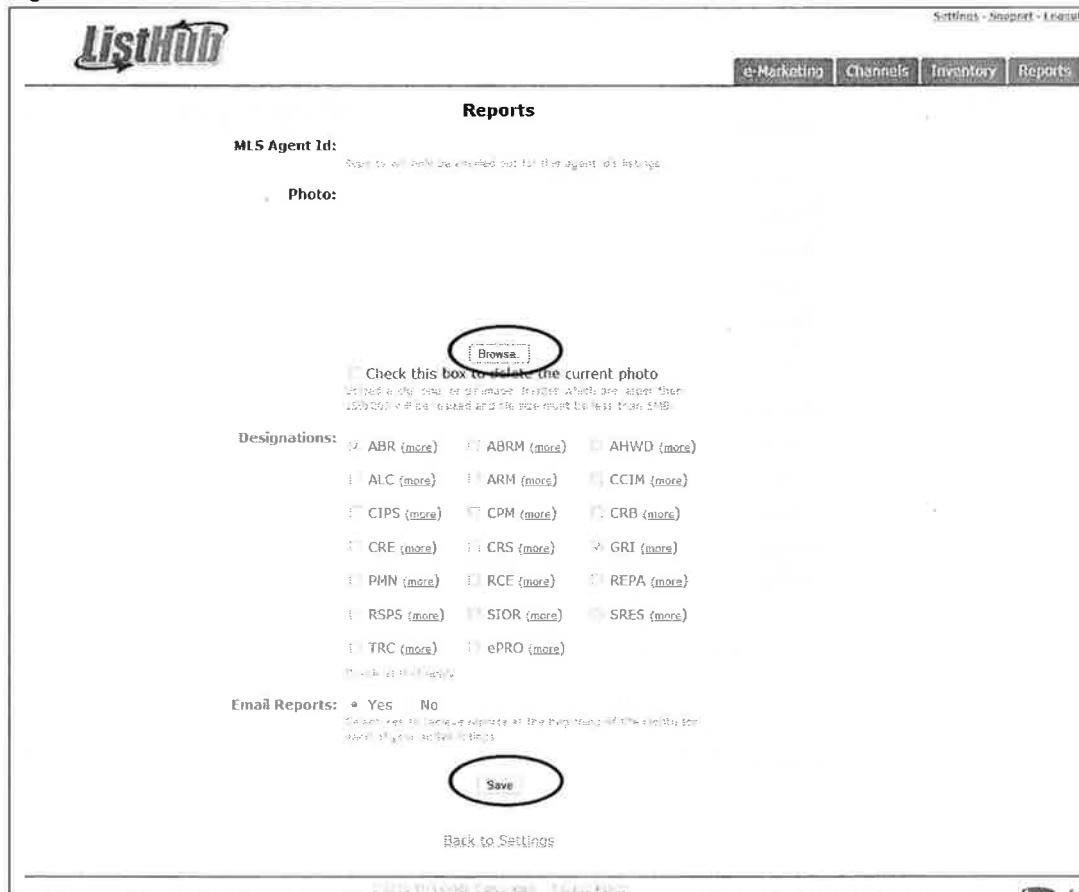 Settings - Support - Logout
ListHub
e-Marketing Channels Inventory Reports
Reports
MLS Agent Id:
Photo:
Browse..
Check this box to delete the current photo
Designations:
ABR (more) ABRM (more) AHWD (more)
ALC (more) ARM (more) CCIM (more)
CIPS (more) CPM (more) CRB (more)
CRE (more) CRS (more) GRI (more)
PMN (more) RCE (more) REPA (more)
RSPS (more) SIOR (more) SRES (more)
TRC (more) ePRO (more)
Email Reports: Yes No
Save
Back to Settings